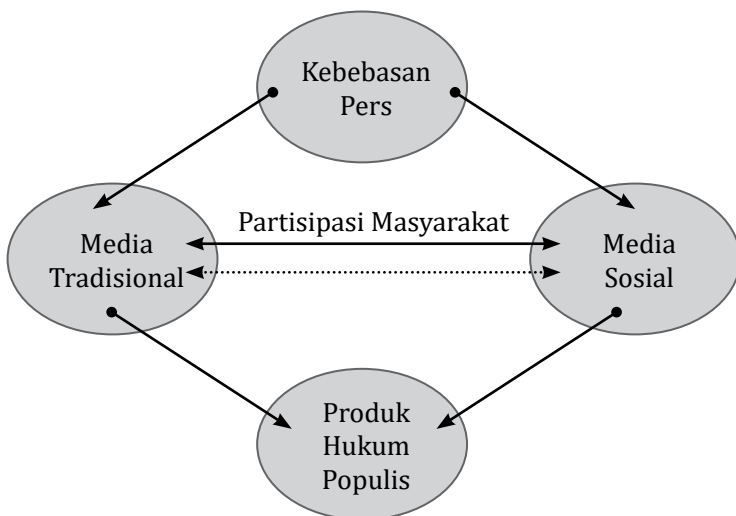 Kebebasan
Pers
Partisipasi Masyarakat
Media
Tradisional
Media
Sosial
Produk
Hukum
Populis